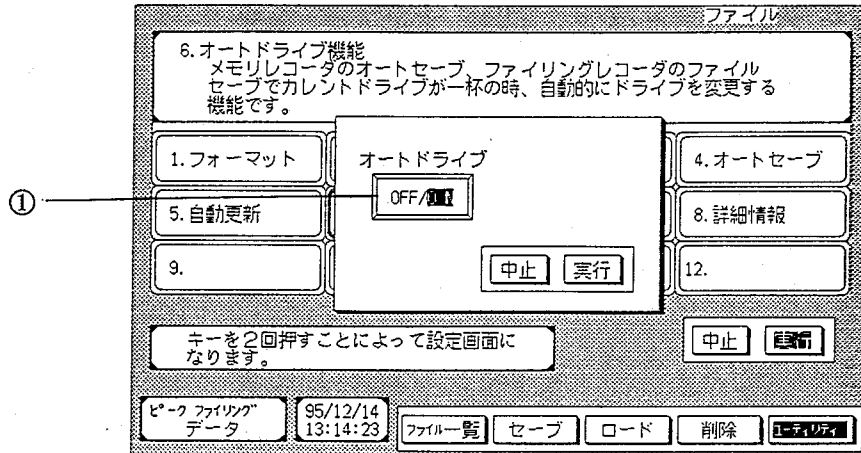 ファイル
6.オートドライブ機能
メモリレコーダのオートセーブ、ファイリングレコーダのファイル
セーブでカレントドライブが一杯の時、自動的にドライブを変更する
機能です。
1.フォーマット
オートドライブ
4.オートセーブ
①
OFF/ON
5.自動更新
8.詳細情報
9.
中止 実行
12.
キーを2回押すことによって設定画面に
なります。
中止
ピーク ファイリング
データ
95/12/14
13:14:23
ファイル一覧 セーブ ロード 削除 ユーティリティ